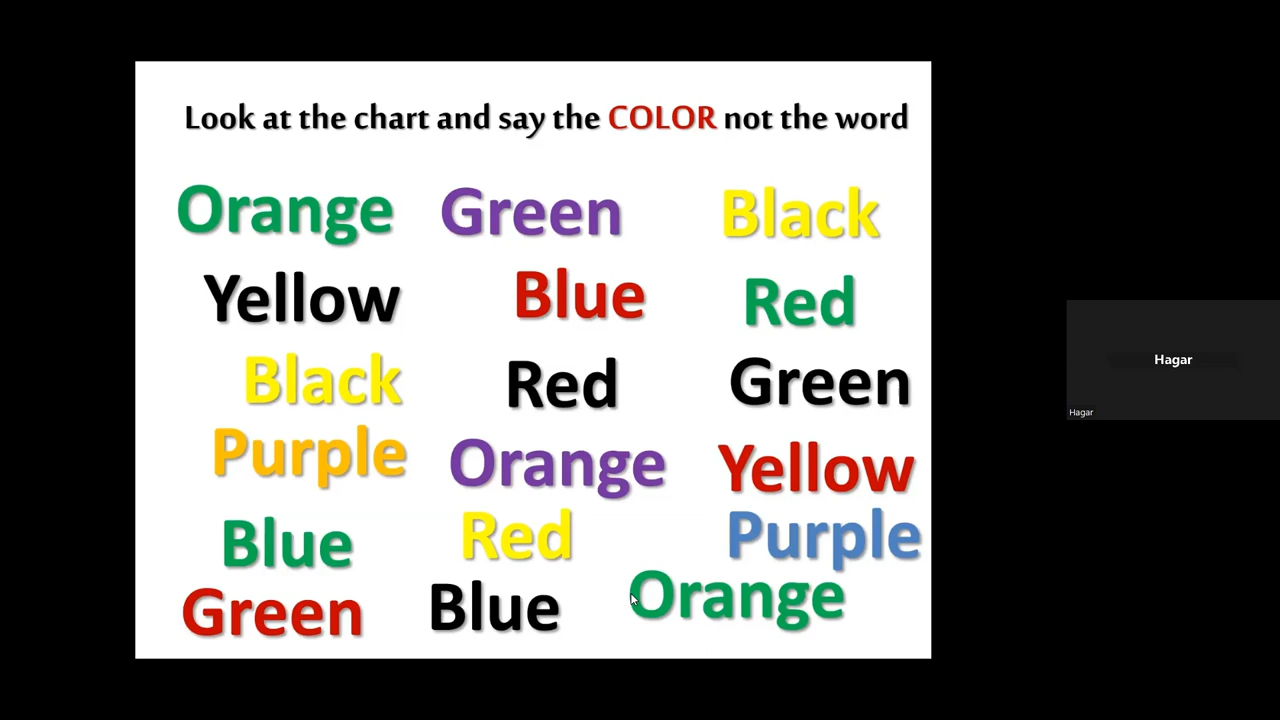 Look at the chart and say the COLOR not the word
Orange Green Black
Yellow Blue Red
Black Red Green
Purple Orange Yellow
Blue Red Purple
Green Blue Orange
Hagar
Hagar